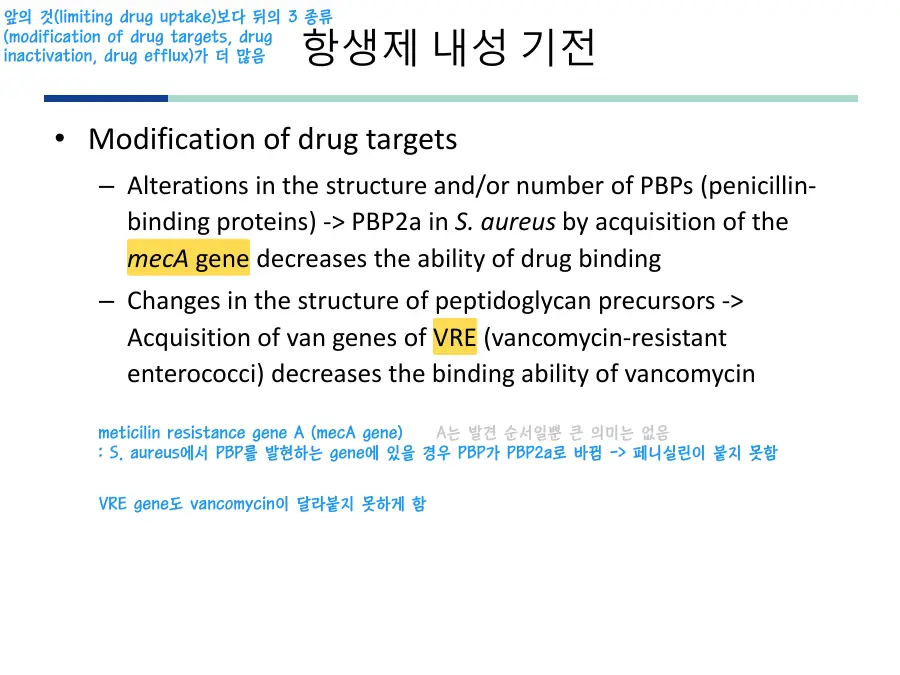 앞의 것(limiting drug uptake)보다 뒤의 3 종류
(modification of drug targets, drug
inactivation, drug efflux)가 더 많음
항생제 내성 기전
• Modification of drug targets
– Alterations in the structure and/or number of PBPs (penicillin-
binding proteins) -> PBP2a in S. aureus by acquisition of the
mecA gene decreases the ability of drug binding
– Changes in the structure of peptidoglycan precursors ->
Acquisition of van genes of VRE (vancomycin-resistant
enterococci) decreases the binding ability of vancomycin
meticilin resistance gene A (mecA gene) A는 발견 순서일뿐 큰 의미는 없음
: S. aureus에서 PBP를 발현하는 gene에 있을 경우 PBP가 PBP2a로 바뀜 -> 페니실린이 붙지 못함
VRE gene도 vancomycin이 달라붙지 못하게 함